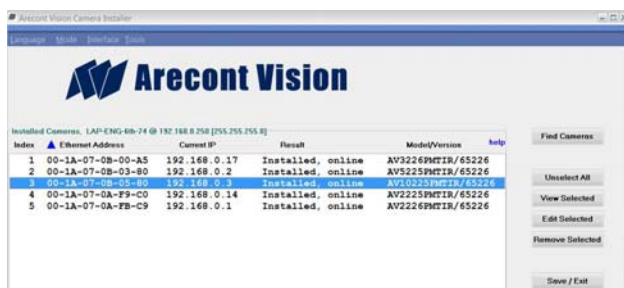 Arecont Vision Camera Installer
Language Mode Interface Tools
Arecont Vision
Installed Cameras, LAP-ENG-6th-74 @ 192.168.0.250 [255.255.255.0]
Index Ethernet Address Current IP Result Model/Version help
1 00-1A-07-0B-00-A5 192.168.0.17 Installed, online AV3226PMTIR/65226
2 00-1A-07-0B-03-80 192.168.0.2 Installed, online AV5225PMTIR/65226
3 00-1A-07-0B-05-80 192.168.0.3 Installed, online AV10225PMTIR/65226
4 00-1A-07-0A-F9-C0 192.168.0.14 Installed, online AV2225PMTIR/65226
5 00-1A-07-0A-FB-C9 192.168.0.1 Installed, online AV2226PMTIR/65226
Find Cameras
Unselect All
View Selected
Edit Selected
Remove Selected
Save / Exit